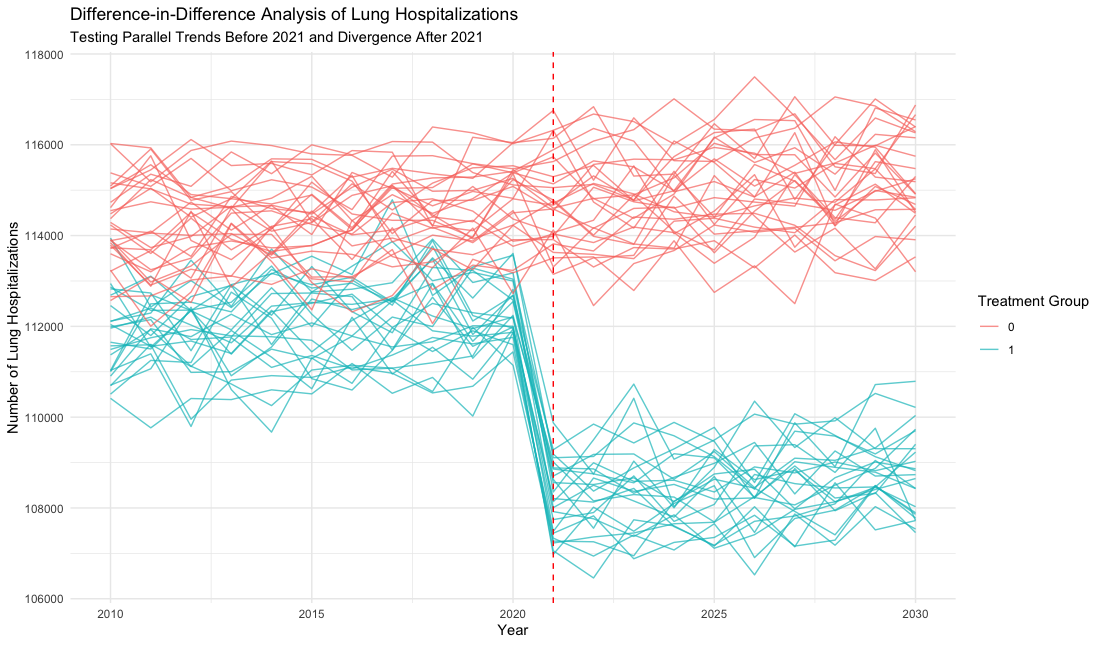 Difference-in-Difference Analysis of Lung Hospitalizations
Testing Parallel Trends Before 2021 and Divergence After 2021
Number of Lung Hospitalizations
118000
116000
114000
112000
110000
108000
106000
2010
2015
2020
2025
2030
Year
Treatment Group
0
1